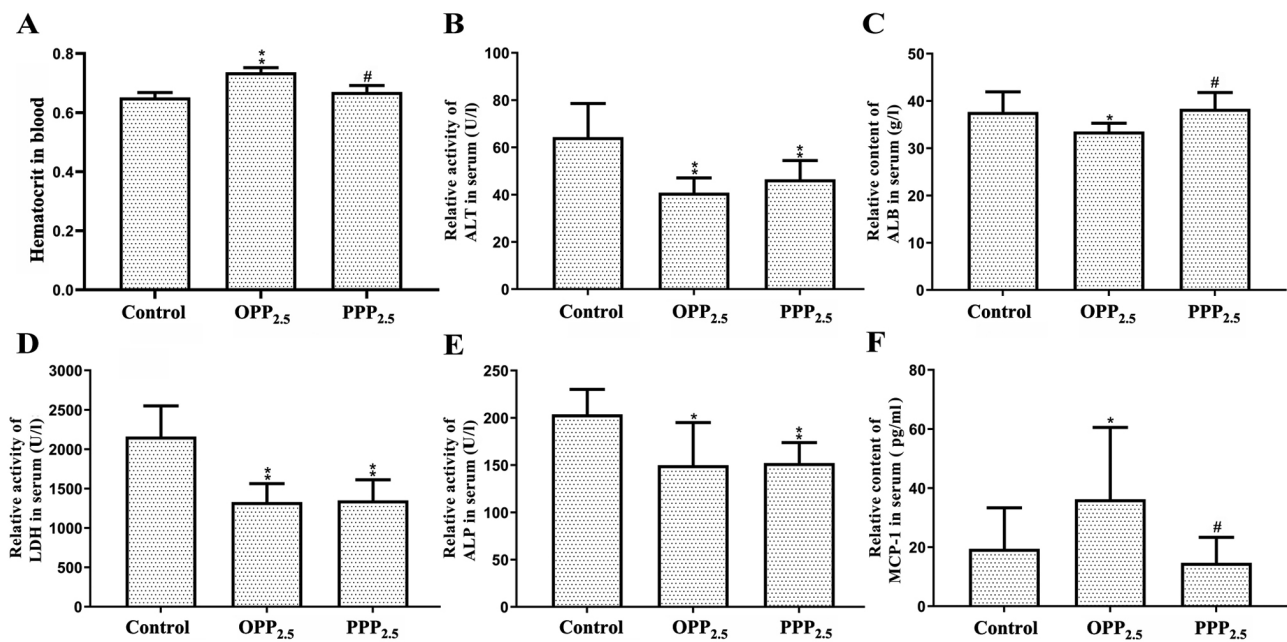 A
Hematocrit in blood
0.8
0.6
0.4
0.2
0.0
**
#
Control
OPP2.5
PPP2.5
B
Relative activity of
ALT in serum (U/l)
100
80
60
40
20
0
**
**
Control
OPP2.5
PPP2.5
C
Relative content of
ALB in serum (g/l)
50
40
30
20
10
0
*
#
Control
OPP2.5
PPP2.5
D
Relative activity of
LDH in serum (U/l)
3000
2500
2000
1500
1000
500
0
**
**
Control
OPP2.5
PPP2.5
E
Relative activity of
ALP in serum (U/l)
250
200
150
100
50
0
*
**
Control
OPP2.5
PPP2.5
F
Relative content of
MCP-1 in serum ( pg/ml)
80
60
40
20
0
*
#
Control
OPP2.5
PPP2.5